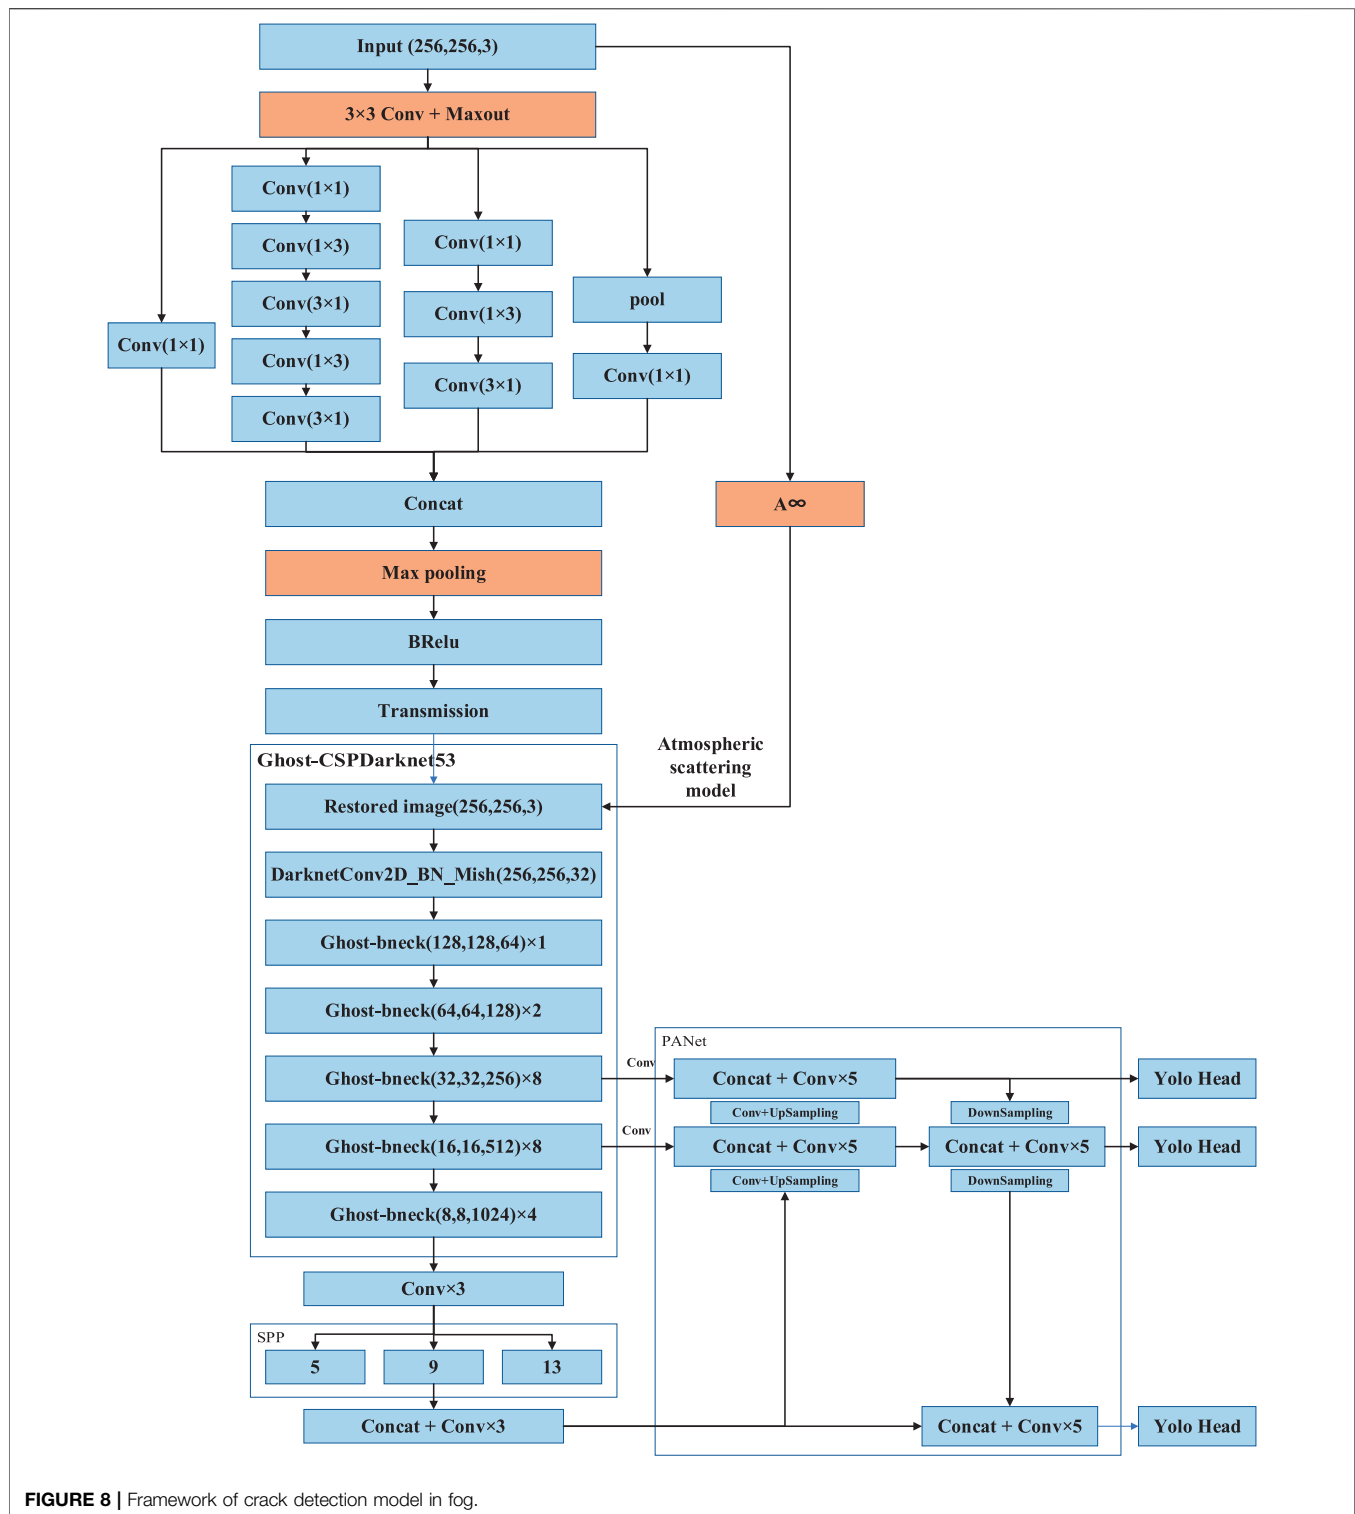 Input (256,256,3)
3×3 Conv + Maxout
Conv(1×1)
Conv(1×1)
Conv(1×3)
Conv(3×1)
Conv(1×3)
Conv(3×1)
Conv(1×1)
Conv(1×3)
Conv(3×1)
pool
Conv(1×1)
Concat
A∞
Max pooling
BRelu
Transmission
Atmospheric
scattering
model
Ghost-CSPDarknet53
Restored image(256,256,3)
DarknetConv2D_BN_Mish(256,256,32)
Ghost-bneck(128,128,64)×1
Ghost-bneck(64,64,128)×2
Ghost-bneck(32,32,256)×8
Ghost-bneck(16,16,512)×8
Ghost-bneck(8,8,1024)×4
Conv
Conv
PANet
Concat + Conv×5
Yolo Head
Conv+UpSampling
DownSampling
Concat + Conv×5
Concat + Conv×5
Yolo Head
Conv+UpSampling
DownSampling
Conv×3
SPP
5
9
13
Concat + Conv×3
Concat + Conv×5
Yolo Head
FIGURE 8 | Framework of crack detection model in fog.